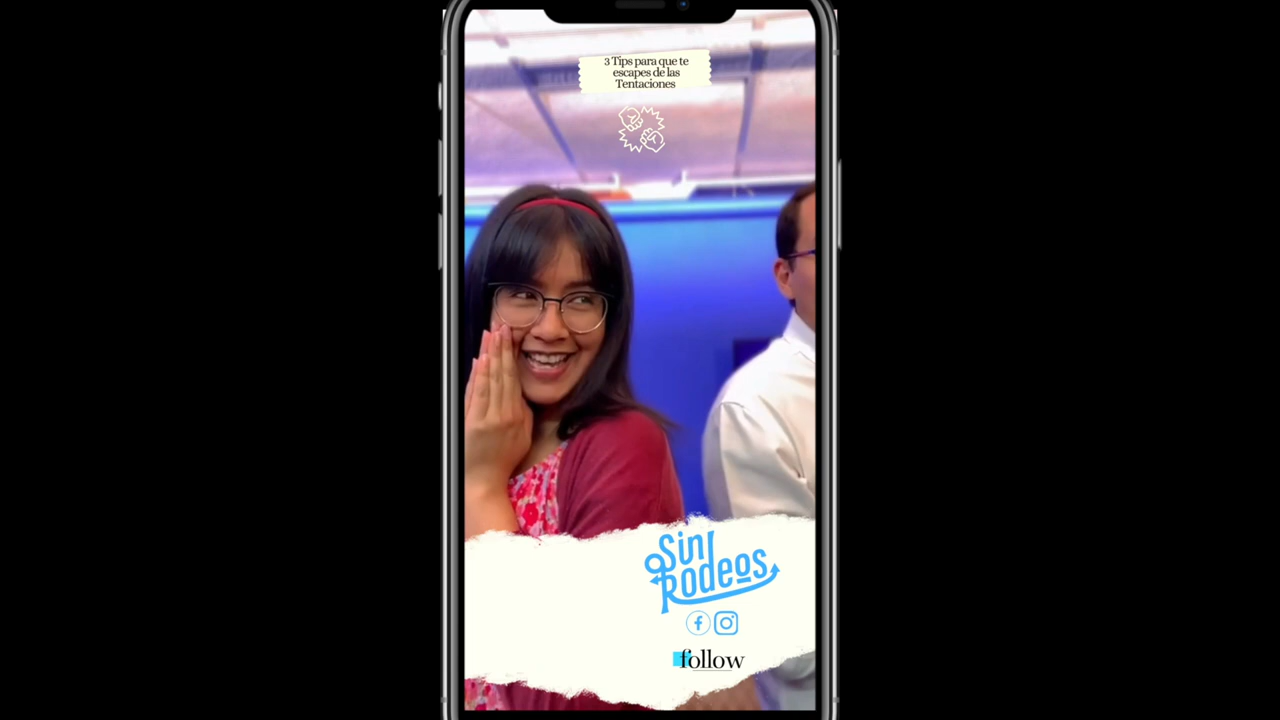 3 Tips para que te
escapes de las
Tentaciones
Sin
Rodeos
follow